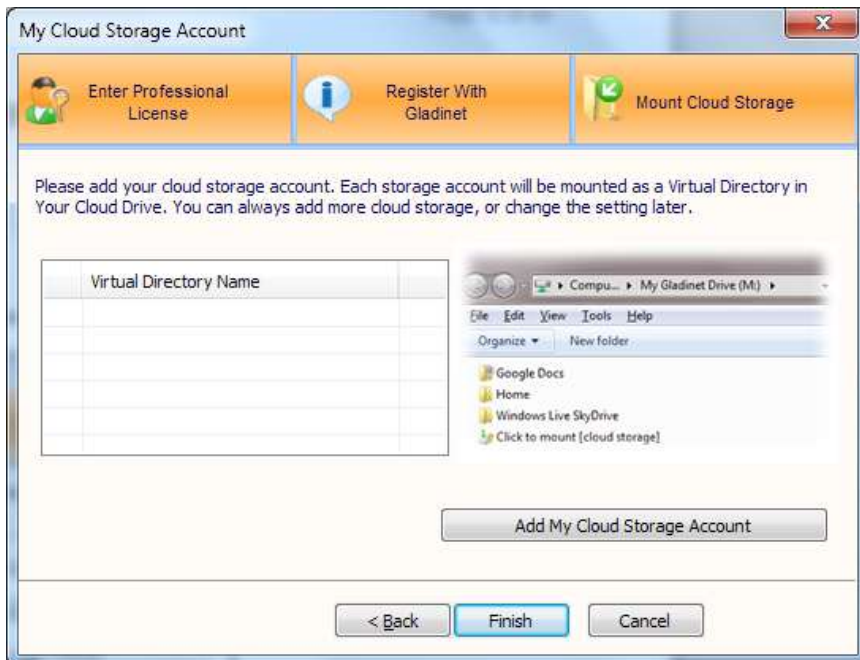 My Cloud Storage Account
Enter Professional
License
Register With
Gladinet
Mount Cloud Storage
Please add your cloud storage account. Each storage account will be mounted as a Virtual Directory in
Your Cloud Drive. You can always add more cloud storage, or change the setting later.
Virtual Directory Name
Compu... My Gladinet Drive (M:)
File Edit View Tools Help
Organize New folder
Google Docs
Home
Windows Live SkyDrive
Click to mount [cloud storage]
Add My Cloud Storage Account
< Back Finish Cancel